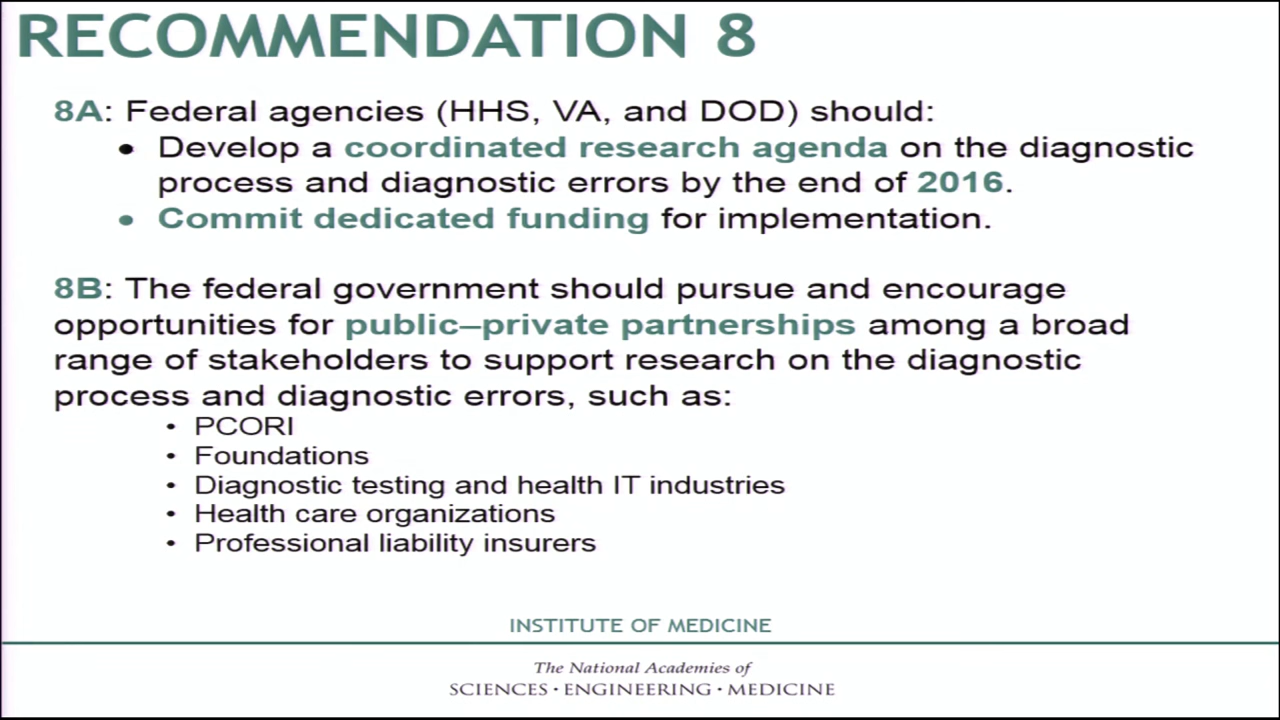 RECOMMENDATION 8
8A: Federal agencies (HHS, VA, and DOD) should:
• Develop a coordinated research agenda on the diagnostic
process and diagnostic errors by the end of 2016.
• Commit dedicated funding for implementation.
8B: The federal government should pursue and encourage
opportunities for public–private partnerships among a broad
range of stakeholders to support research on the diagnostic
process and diagnostic errors, such as:
• PCORI
• Foundations
• Diagnostic testing and health IT industries
• Health care organizations
• Professional liability insurers
INSTITUTE OF MEDICINE
The National Academies of
SCIENCES · ENGINEERING · MEDICINE